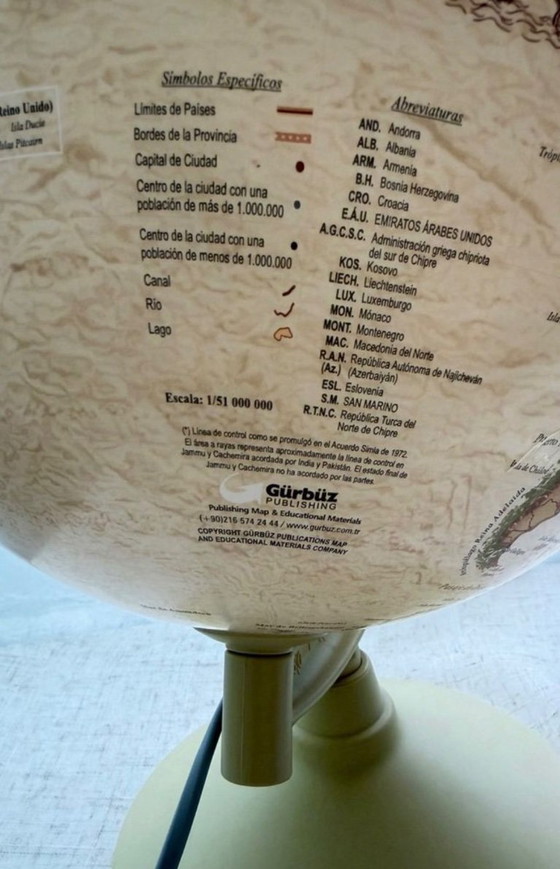 Reino Unido)
Isla Ducie
Islas Pitcairn
Símbolos Específicos
Límites de Países
Bordes de la Provincia
Capital de Ciudad
Centro de la ciudad con una
población de más de 1.000.000
Centro de la ciudad con una
población de menos de 1.000.000
Canal
Río
Lago
Escala: 1/51 000 000
Abreviaturas
AND. Andorra
ALB. Albania
ARM. Armenia
B.H. Bosnia Herzegovina
CRO. Croacia
E.Á.U. EMIRATOS ÁRABES UNIDOS
A.G.C.S.C. Administración griega chipriota
del sur de Chipre
KOS. Kosovo
LIECH. Liechtenstein
LUX. Luxemburgo
MON. Mónaco
MONT. Montenegro
MAC. Macedonia del Norte
R.A.N. República Autónoma de Najicheván
(Az.) (Azerbaiyán)
ESL. Eslovenia
S.M. SAN MARINO
R.T.N.C. República Turca del
Norte de Chipre
(*) Línea de control como se promulgó en el Acuerdo Simla de 1972.
El área a rayas representa aproximadamente la línea de control en
Jammu y Cachemira acordada por India y Pakistán. El estado final de
Jammu y Cachemira no ha acordado por las partes.
Gürbüz
PUBLISHING
Publishing Map & Educational Materials
(+90)216 574 24 44 / www.gurbuz.com.tr
COPYRIGHT GÜRBÜZ PUBLICATIONS MAP
AND EDUCATIONAL MATERIALS COMPANY